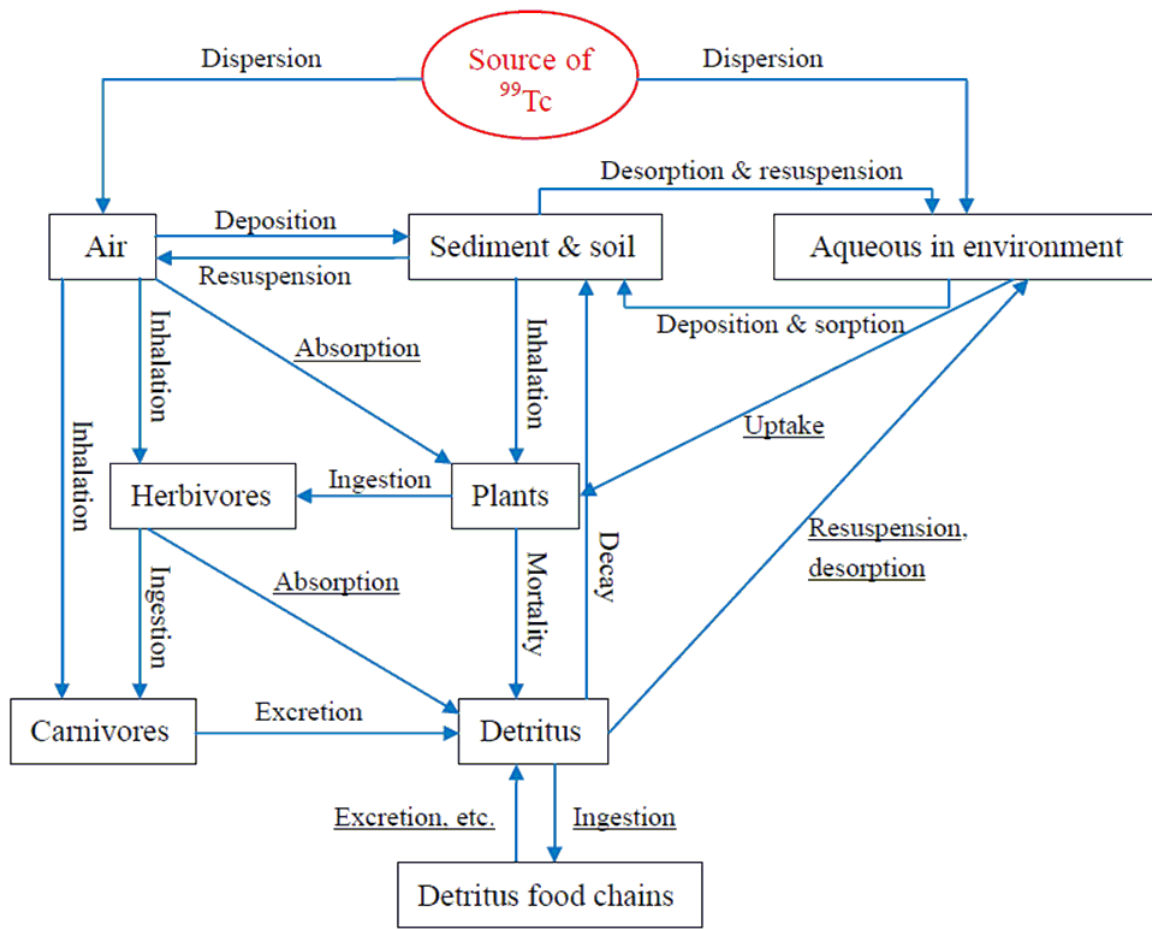 Dispersion
Source of
⁹⁹Tc
Dispersion
Desorption & resuspension
Air
Deposition
Sediment & soil
Aqueous in environment
Resuspension
Deposition & sorption
Inhalation
Inhalation
Absorption
Inhalation
Uptake
Herbivores
Ingestion
Plants
Resuspension,
desorption
Ingestion
Absorption
Mortality
Decay
Carnivores
Excretion
Detritus
Excretion, etc.
Ingestion
Detritus food chains